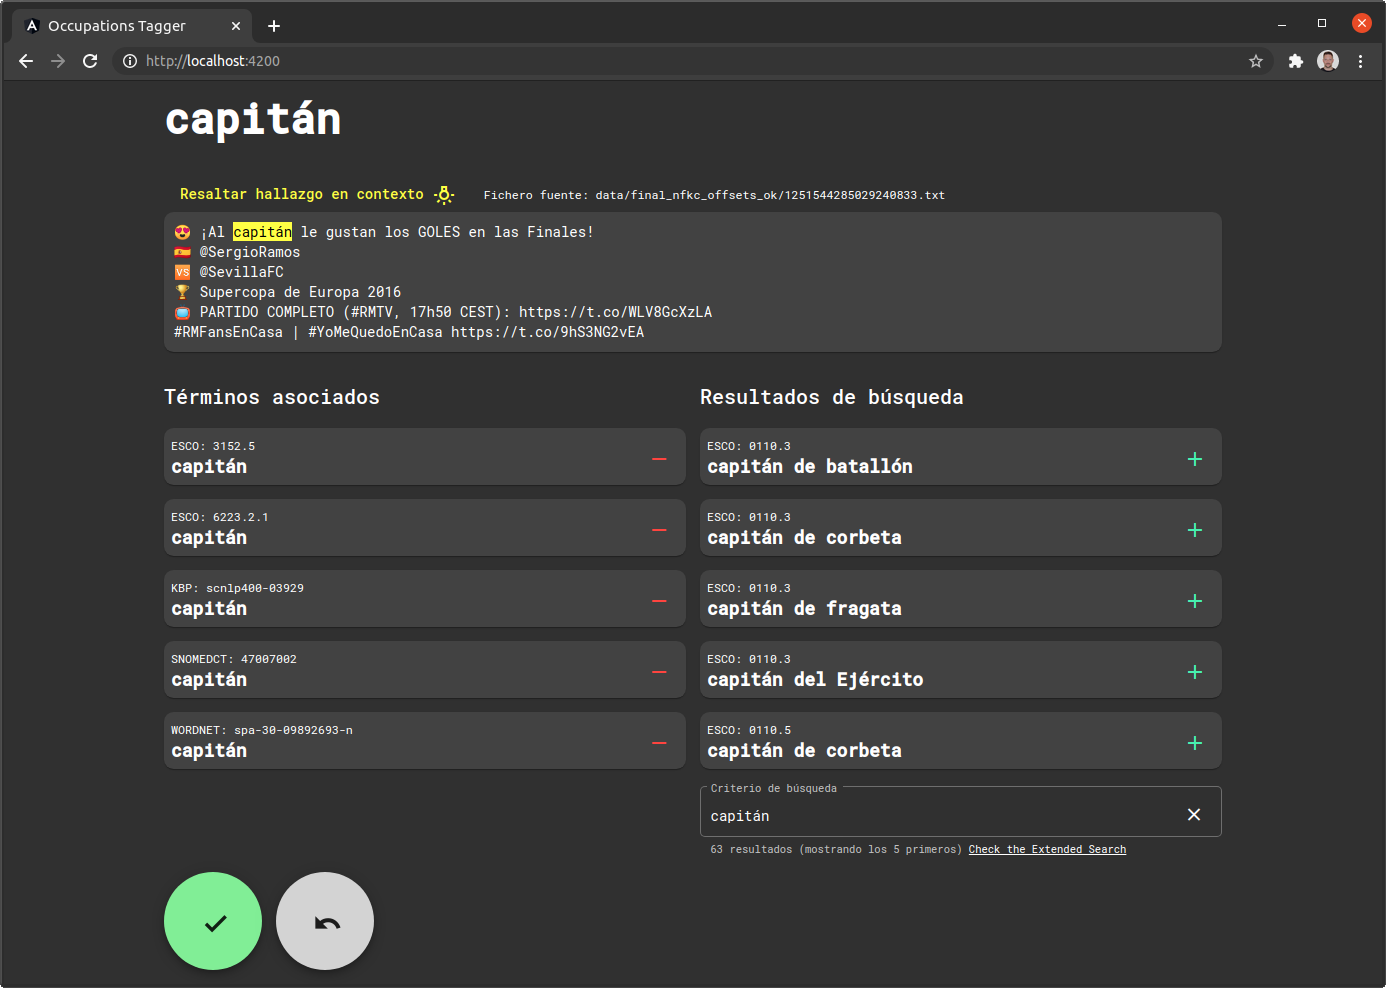 Occupations Tagger
http://localhost:4200
capitán
Resaltar hallazgo en contexto
Fichero fuente: data/final_nfkc_offsets_ok/1251544285029240833.txt
😍 ¡Al capitán le gustan los GOLES en las Finales!
🇪🇸 @SergioRamos
🆚 @SevillaFC
🏆 Supercopa de Europa 2016
📺 PARTIDO COMPLETO (#RMTV, 17h50 CEST): https://t.co/WLV8GcXzLA
#RMFansEnCasa | #YoMeQuedoEnCasa https://t.co/9hS3NG2vEA
Términos asociados
ESCO: 3152.5
capitán
ESCO: 6223.2.1
capitán
KBP: scnlp400-03929
capitán
SNOMEDCT: 47007002
capitán
WORDNET: spa-30-09892693-n
capitán
Resultados de búsqueda
ESCO: 0110.3
capitán de batallón
ESCO: 0110.3
capitán de corbeta
ESCO: 0110.3
capitán de fragata
ESCO: 0110.3
capitán del Ejército
ESCO: 0110.5
capitán de corbeta
Criterio de búsqueda
capitán
63 resultados (mostrando los 5 primeros) Check the Extended Search